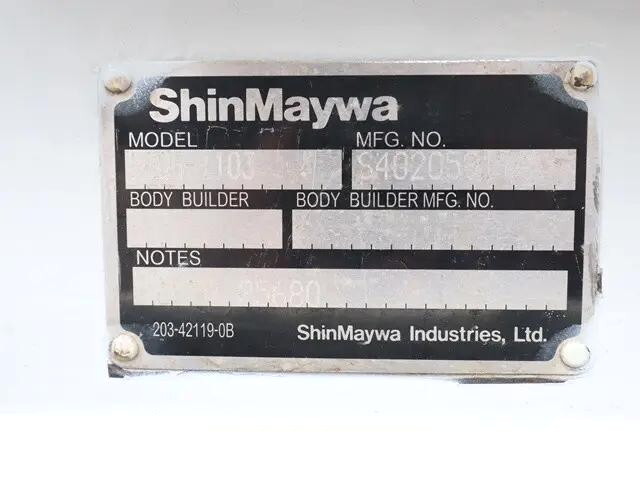 ShinMaywa
MODEL MFG. NO.
BODY BUILDER BODY BUILDER MFG. NO.
NOTES
203-42119-0B ShinMaywa Industries, Ltd.